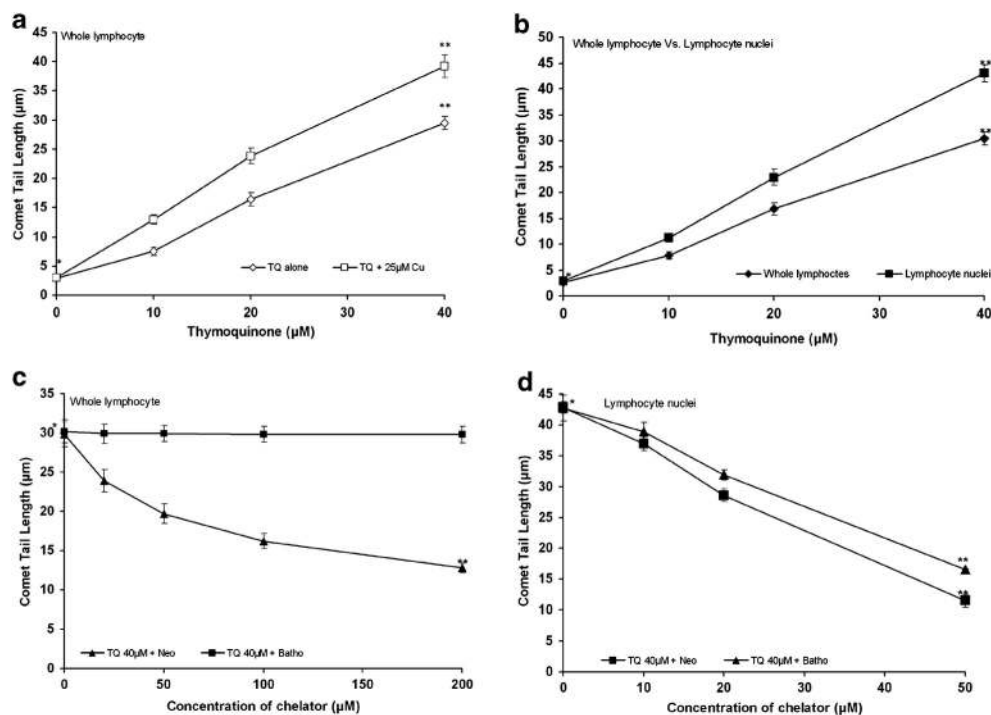 a
Whole lymphocyte
Comet Tail Length (µm)
45
40
35
30
25
20
15
10
5
0
*
**
**
TQ alone
TQ + 25µM Cu
0
10
20
30
40
Thymoquinone (µM)
b
Whole lymphocyte Vs. Lymphocyte nuclei
Comet Tail Length (µm)
50
45
40
35
30
25
20
15
10
5
0
*
**
**
Whole lymphoctes
Lymphocyte nuclei
0
10
20
30
40
Thymoquinone (µM)
c
Whole lymphocyte
Comet Tail Length (µm)
35
30
25
20
15
10
5
0
*
**
TQ 40µM + Neo
TQ 40µM + Batho
0
50
100
150
200
Concentration of chelator (µM)
d
Lymphocyte nuclei
Comet Tail Length (µm)
45
40
35
30
25
20
15
10
5
0
*
**
**
TQ 40µM + Neo
TQ 40µM + Batho
0
10
20
30
40
50
Concentration of chelator (µM)